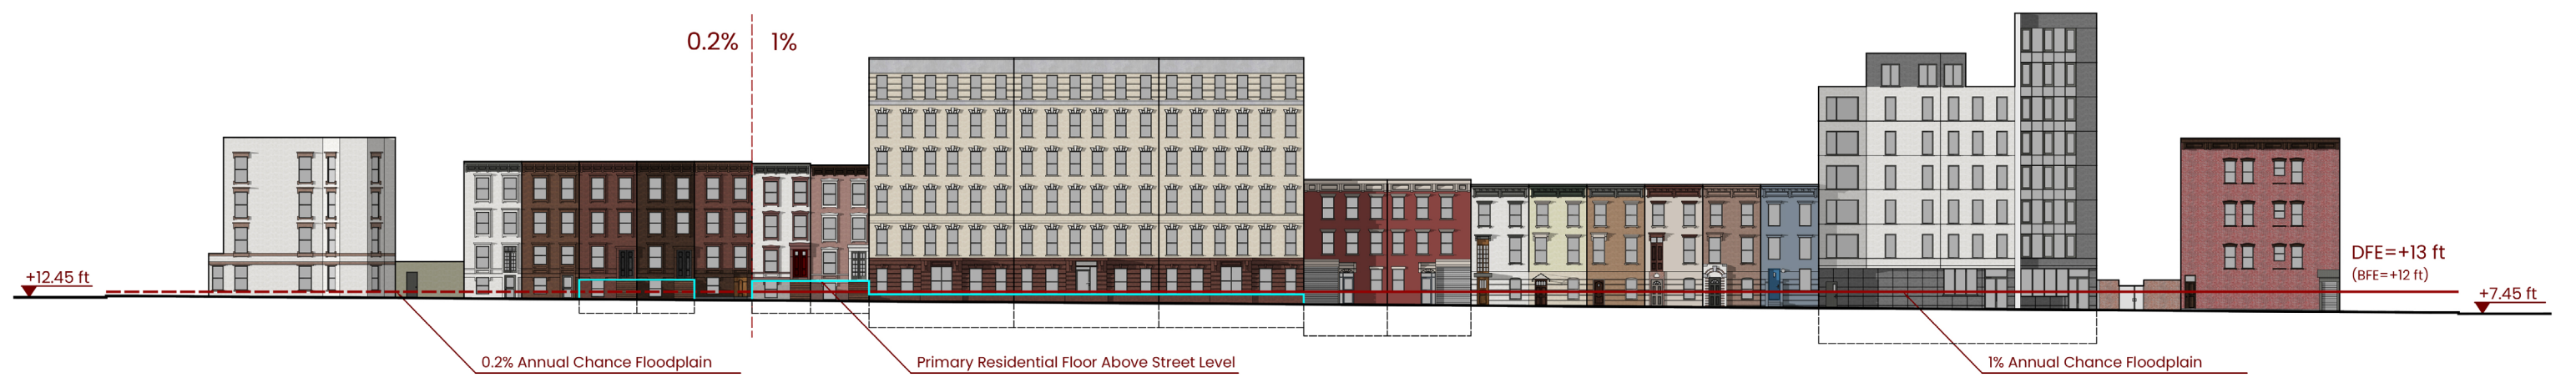 0.2%
1%
+12.45 ft
DFE=+13 ft
(BFE=+12 ft)
+7.45 ft
0.2% Annual Chance Floodplain
Primary Residential Floor Above Street Level
1% Annual Chance Floodplain